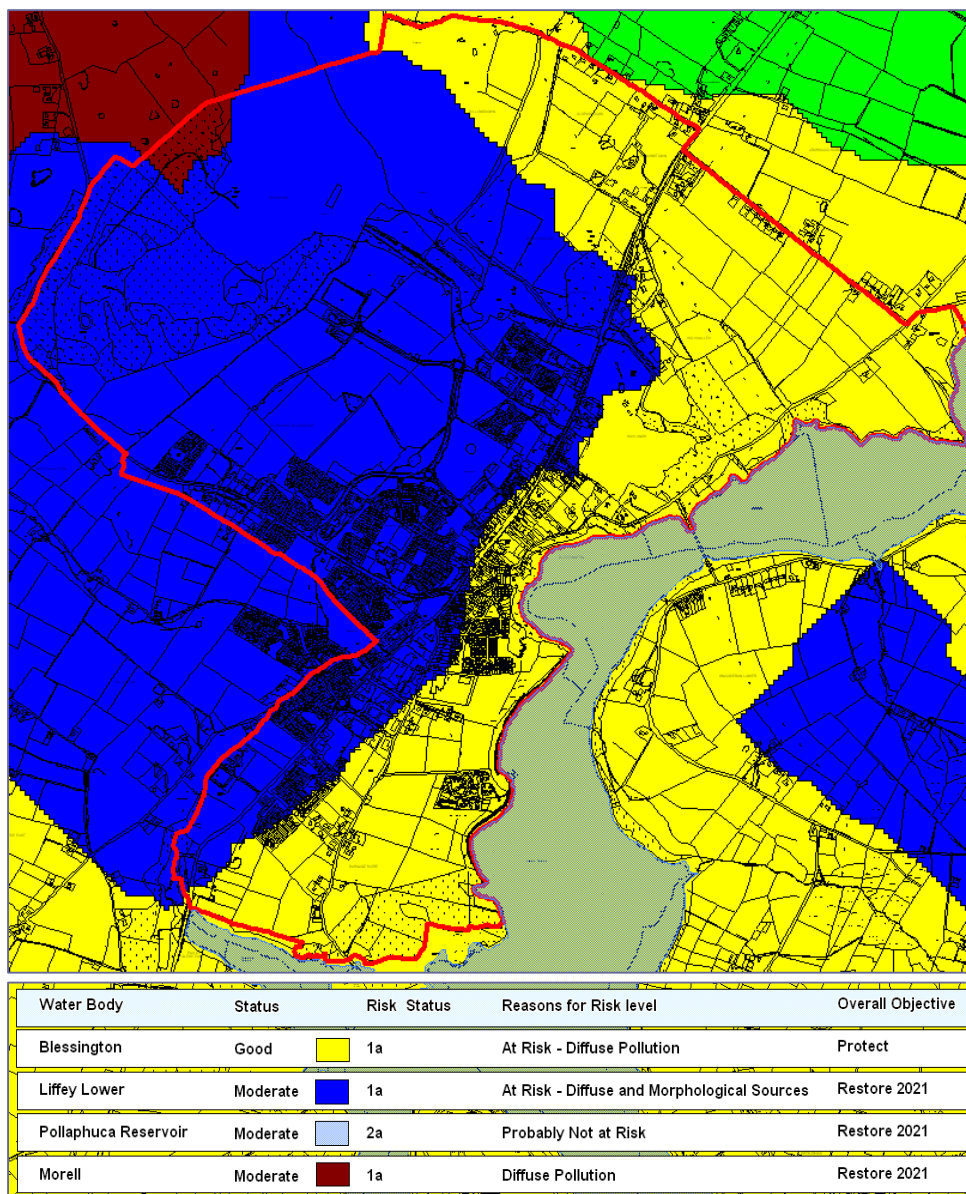 Water Body Status Risk Status Reasons for Risk level Overall Objective
Blessington Good 1a At Risk - Diffuse Pollution Protect
Liffey Lower Moderate 1a At Risk - Diffuse and Morphological Sources Restore 2021
Pollaphuca Reservoir Moderate 2a Probably Not at Risk Restore 2021
Morell Moderate 1a Diffuse Pollution Restore 2021